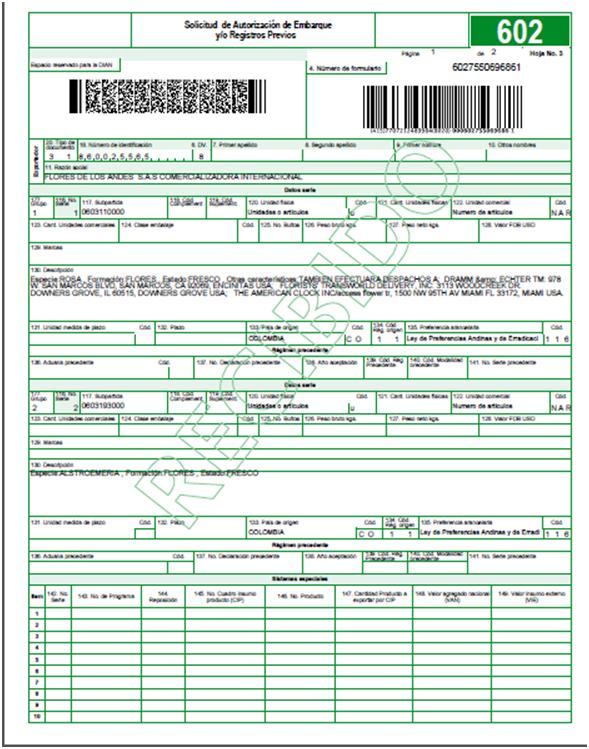 Solicitud de Autorización de Embarque
y/o Registros Previos
602
Página 1 de 2 Hoja No. 3
Espacio reservado para la DIAN
4. Número de formulario
6027550696861
Exportador
20. Tipo de documento
18. Número de identificación
6. DV.
7. Primer apellido
8. Segundo apellido
9. Primer nombre
10. Otros nombres
3 1 8 6 0 0 2 5 5 6 5 8
11. Razón social
FLORES DE LOS ANDES S.A.S COMERCIALIZADORA INTERNACIONAL
Datos serie
177. Grupo
116. No. Serie
117. Subpartida
118. Cód. Complement
119. Cód. Suplement.
120. Unidad física
Cód.
121. Cant. Unidades físicas
122. Unidad comercial
Cód.
1 1 0603110000 Unidades o artículos u Numero de articulos NAR
123. Cant. Unidades comerciales
124. Clase embalaje
Cód.
125. No. Bultos
126. Peso bruto kgs.
127. Peso neto kgs.
128. Valor FOB USD
129. Marcas
130. Descripción
Especie ROSA , Formación FLORES , Estado FRESCO , Otras características TAMBIEN EFECTUARA DESPACHOS A; DRAMM &amp; ECHTER TM: 978
W. SAN MARCOS BLVD, SAN MARCOS, CA 92069, ENCINITAS USA; FLORISTS' TRANSWORLD DELIVERY, INC. 3113 WOODCREEK DR.
DOWNERS GROVE, IL 60515, DOWNERS GROVE USA; THE AMERICAN CLOCK INC/access flower tr, 1500 NW 95TH AV MIAMI FL 33172, MIAMI USA.
131. Unidad medida de plazo
Cód.
132. Plazo
133. País de origen
Cód.
134. Cód. Reg.
135. Preferencia arancelaria
Cód.
COLOMBIA C O 1 1 Ley de Preferencias Andinas y de Erradicaci 1 1 6
Régimen precedente
136. Aduana precedente
Cód.
137. No. Declaración precedente
138. Año aceptación
139. Cód. Reg. Precedente
140. Cód. Modalidad Precedente
141. No. Serie
Datos serie
177. Grupo
116. No. Serie
117. Subpartida
118. Cód. Complement
119. Cód. Suplement.
120. Unidad física
Cód.
121. Cant. Unidades físicas
122. Unidad comercial
Cód.
2 2 0603193000 Unidades o artículos u Numero de articulos NAR
123. Cant. Unidades comerciales
124. Clase embalaje
Cód.
125. No. Bultos
126. Peso bruto kgs.
127. Peso neto kgs.
128. Valor FOB USD
129. Marcas
130. Descripción
Especie ALSTROEMERIA , Formación FLORES , Estado FRESCO
131. Unidad medida de plazo
Cód.
132. Plazo
133. País de origen
Cód.
134. Cód. Reg.
135. Preferencia arancelaria
Cód.
COLOMBIA C O 1 1 Ley de Preferencias Andinas y de Erradi 1 1 6
Régimen precedente
136. Aduana precedente
Cód.
137. No. Declaración precedente
138. Año aceptación
139. Cód. Reg. Precedente
140. Cód. Modalidad Precedente
141. No. Serie
Sistemas especiales
Item
142. No. Serie
143. No. de Programa
144. Reposición
145. No. Cuadro insumo producto (CIP)
146. No. Producto
147. Cantidad Producto a exportar por CIP
148. Valor agregado nacional (VAN)
149. Valor insumo externo (VIE)
1
2
3
4
5
6
7
8
9
10
RECIBIDO